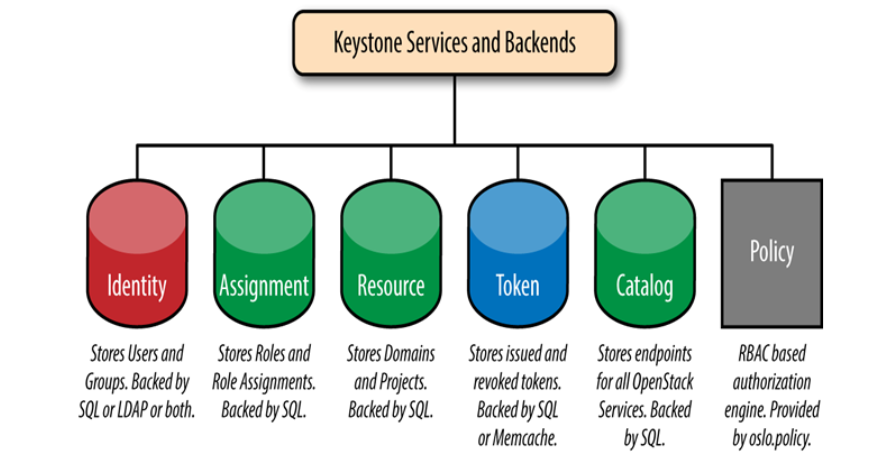 Keystone Services and Backends
Identity
Assignment
Resource
Token
Catalog
Policy
Stores Users and
Groups. Backed by
SQL or LDAP or both.
Stores Roles and
Role Assignments.
Backed by SQL.
Stores Domains
and Projects.
Backed by SQL.
Stores issued and
revoked tokens.
Backed by SQL
or Memcache.
Stores endpoints
for all OpenStack
Services. Backed
by SQL.
RBAC based
authorization
engine. Provided
by oslo.policy.